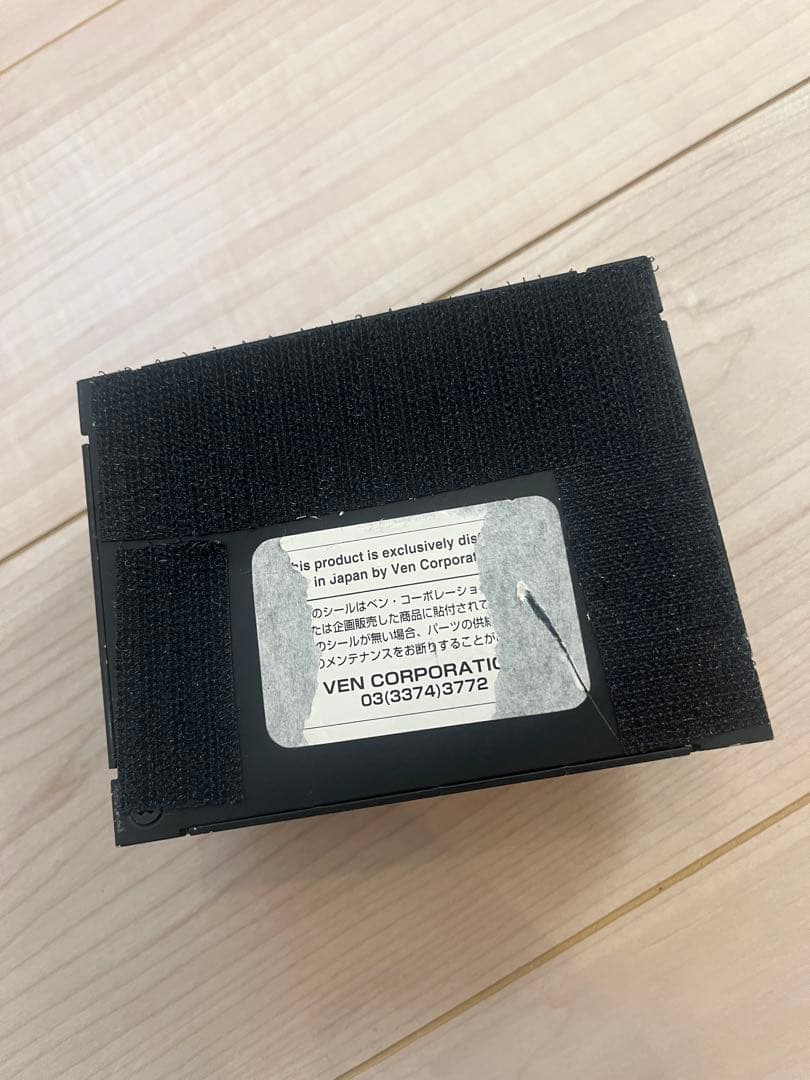 his product is exclusively dis
in Japan by Ven Corporat
のシールはベン・コーポレーショ
たは企画販売した商品に貼付されて
のシールが無い場合、パーツの供給
のメンテナンスをお断りすることが
VEN CORPORATIO
03(3374)3772